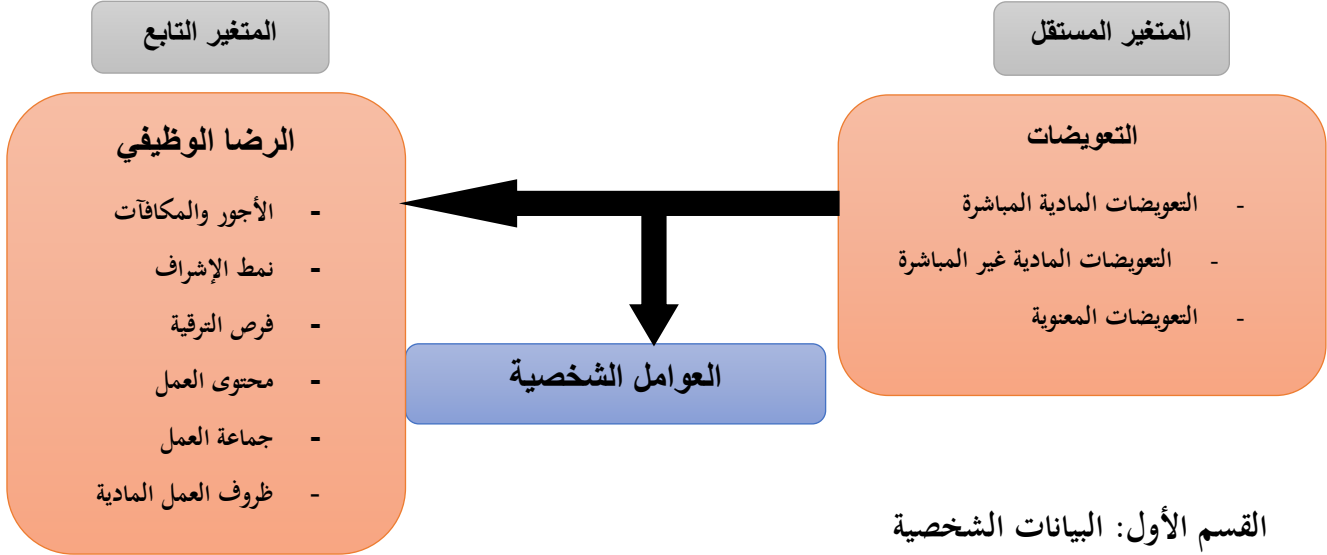 المتغير المستقل
المتغير التابع
التعويضات
- التعويضات المادية المباشرة
- التعويضات المادية غير المباشرة
- التعويضات المعنوية
الرضا الوظيفي
- الأجور والمكافآت
- نمط الإشراف
- فرص الترقية
- محتوى العمل
- جماعة العمل
- ظروف العمل المادية
العوامل الشخصية
القسم الأول: البيانات الشخصية